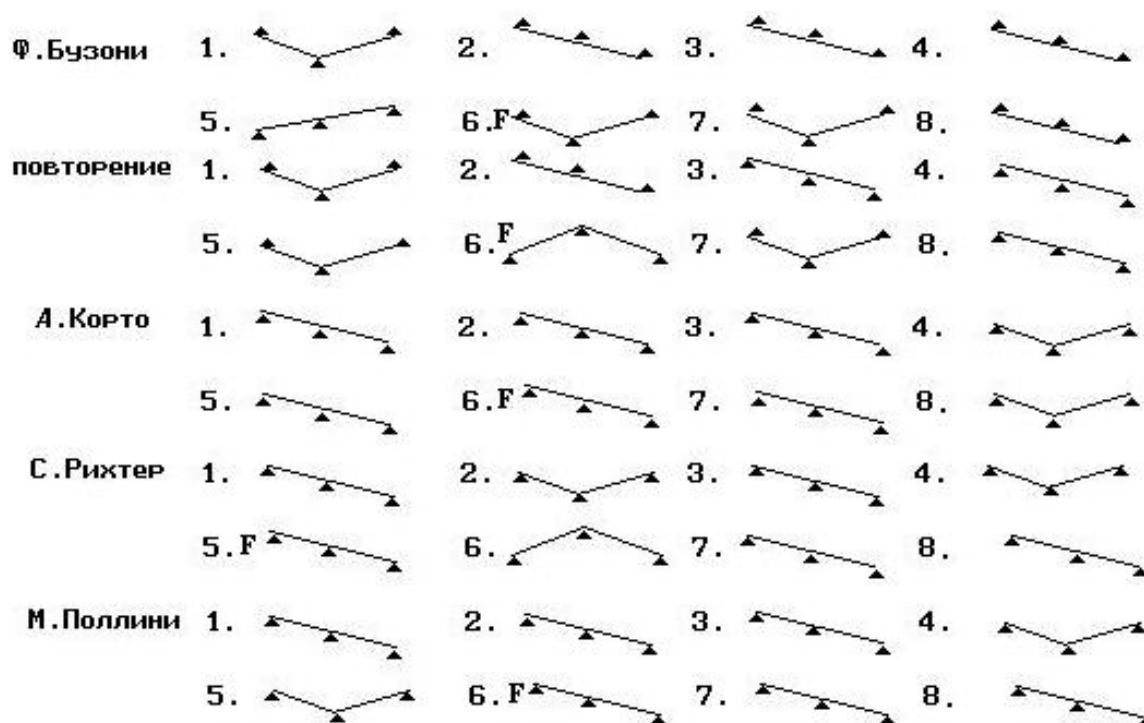 Ф.Бузони 1. 2. 3. 4.
5. 6.F 7. 8.
повторение 1. 2. 3. 4.
5. 6.F 7. 8.
А.Корто 1. 2. 3. 4.
5. 6.F 7. 8.
С.Рихтер 1. 2. 3. 4.
5.F 6. 7. 8.
М.Поллини 1. 2. 3. 4.
5. 6.F 7. 8.